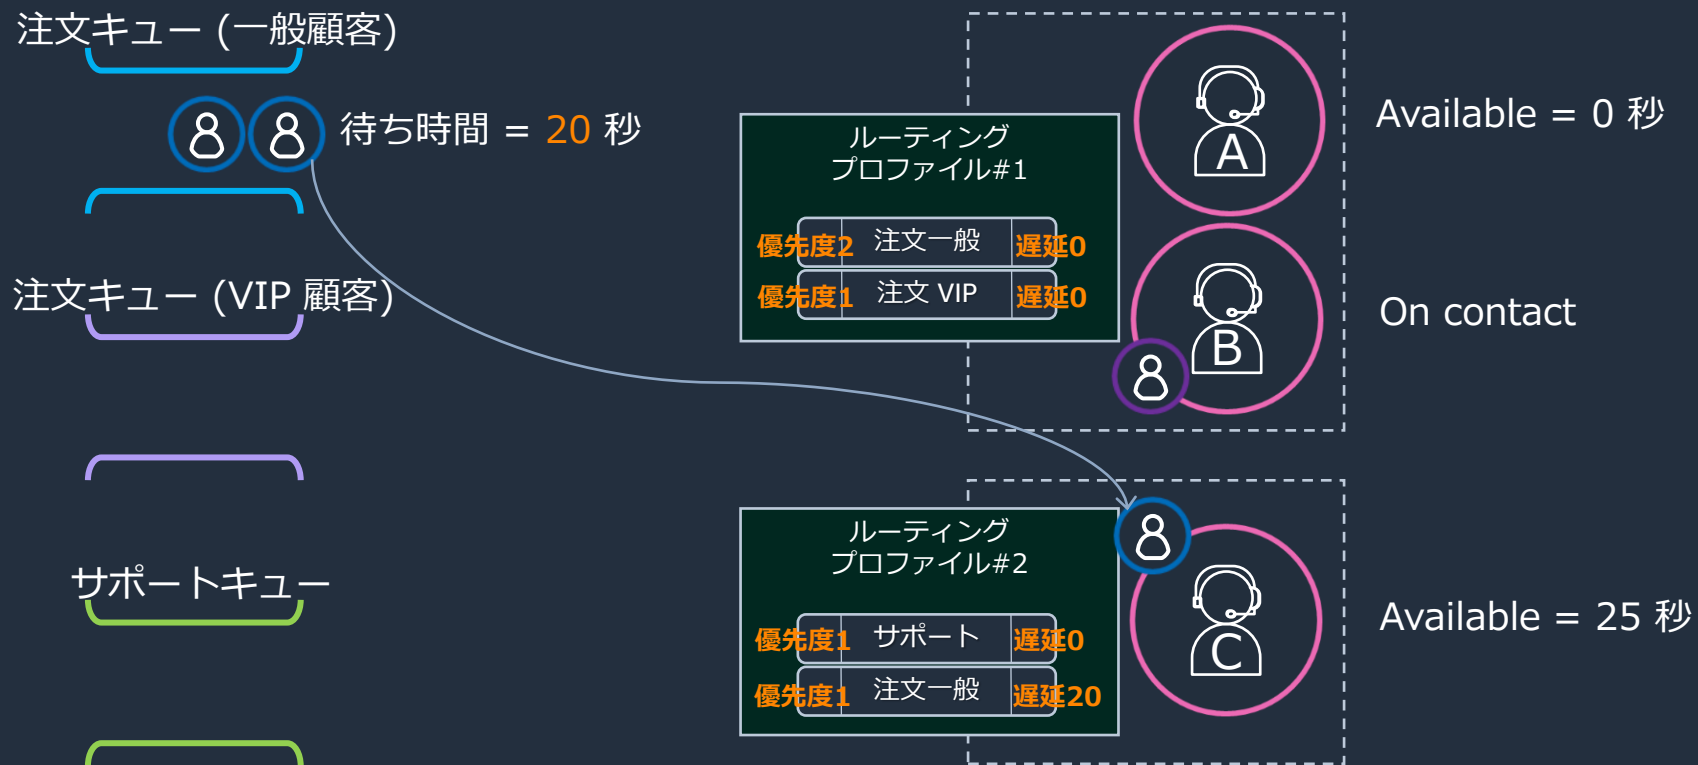 注文キュー (一般顧客)
待ち時間 = 20 秒
注文キュー (VIP 顧客)
サポートキュー
ルーティング
プロファイル#1
優先度2 注文一般 遅延0
優先度1 注文 VIP 遅延0
A
Available = 0 秒
B
On contact
ルーティング
プロファイル#2
優先度1 サポート 遅延0
優先度1 注文一般 遅延20
C
Available = 25 秒